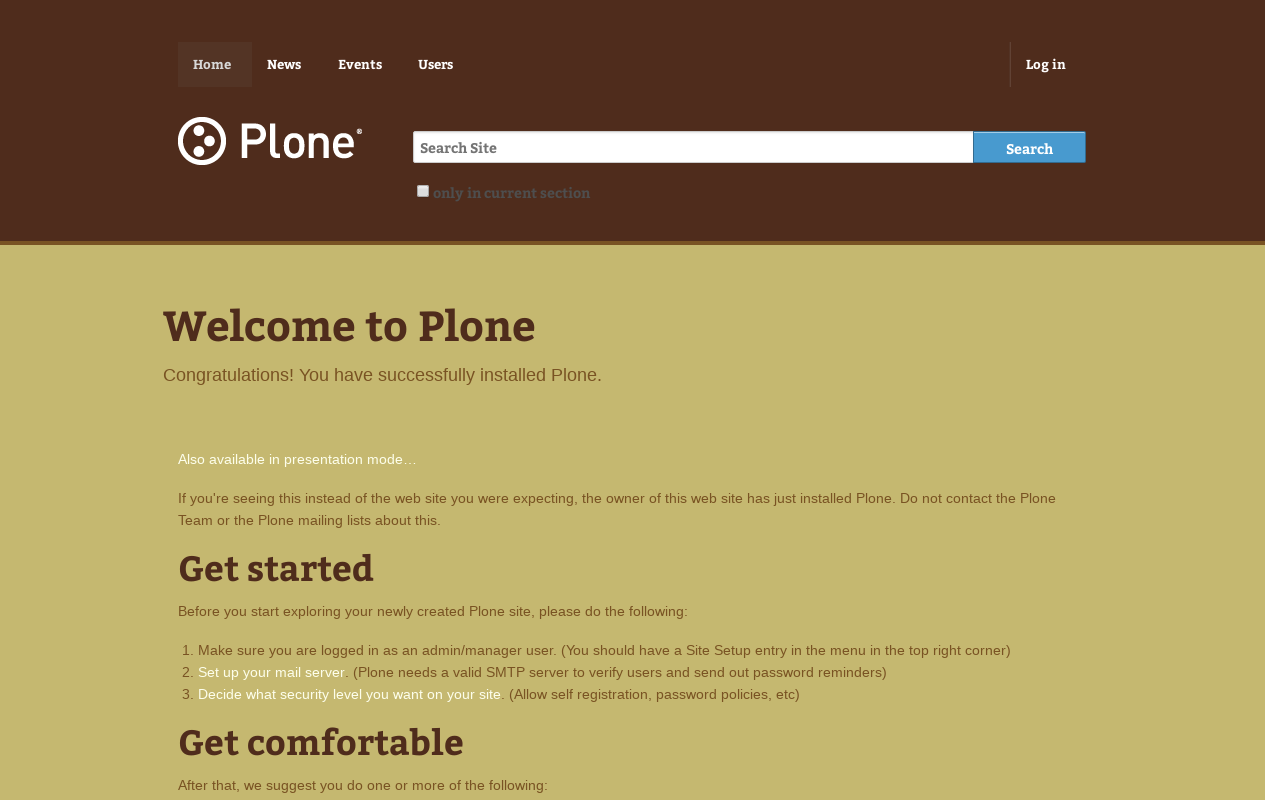 Home News Events Users Log in
Plone®
Search Site Search
only in current section
Welcome to Plone
Congratulations! You have successfully installed Plone.
Also available in presentation mode…
If you're seeing this instead of the web site you were expecting, the owner of this web site has just installed Plone. Do not contact the Plone
Team or the Plone mailing lists about this.
Get started
Before you start exploring your newly created Plone site, please do the following:
1. Make sure you are logged in as an admin/manager user. (You should have a Site Setup entry in the menu in the top right corner)
2. Set up your mail server. (Plone needs a valid SMTP server to verify users and send out password reminders)
3. Decide what security level you want on your site. (Allow self registration, password policies, etc)
Get comfortable
After that, we suggest you do one or more of the following: